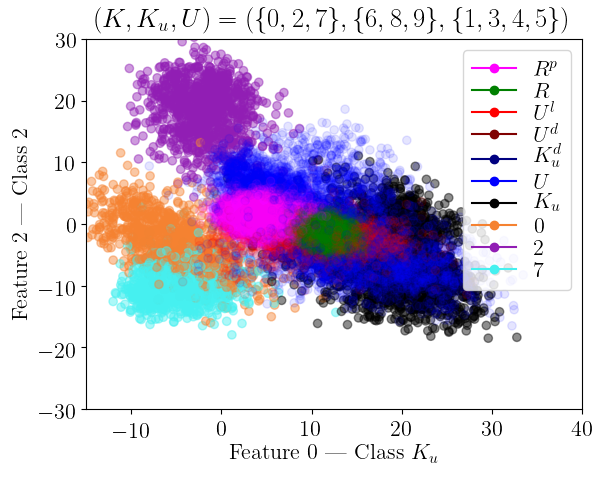 (K, K_u, U) = ({0, 2, 7}, {6, 8, 9}, {1, 3, 4, 5})
30
20
10
0
−10
−20
−30
Feature 2 — Class 2
R^p
R
U^l
U^d
K_u^d
U
K_u
0
2
7
−10
0
10
20
30
40
Feature 0 — Class K_u